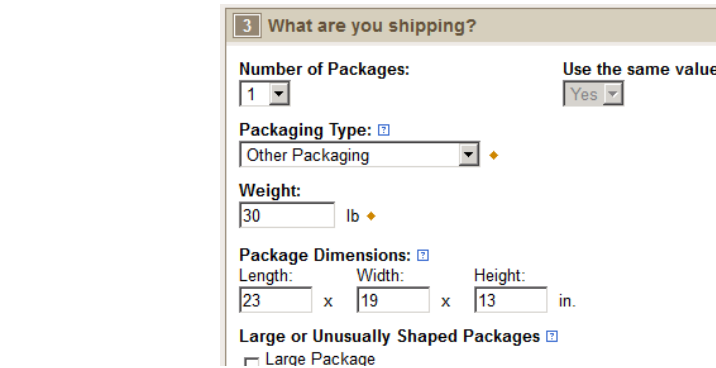 3 What are you shipping?
Number of Packages: Use the same value
1 Yes
Packaging Type: ?
Other Packaging
Weight:
30 lb
Package Dimensions: ?
Length: Width: Height:
23 x 19 x 13 in.
Large or Unusually Shaped Packages ?
Large Package